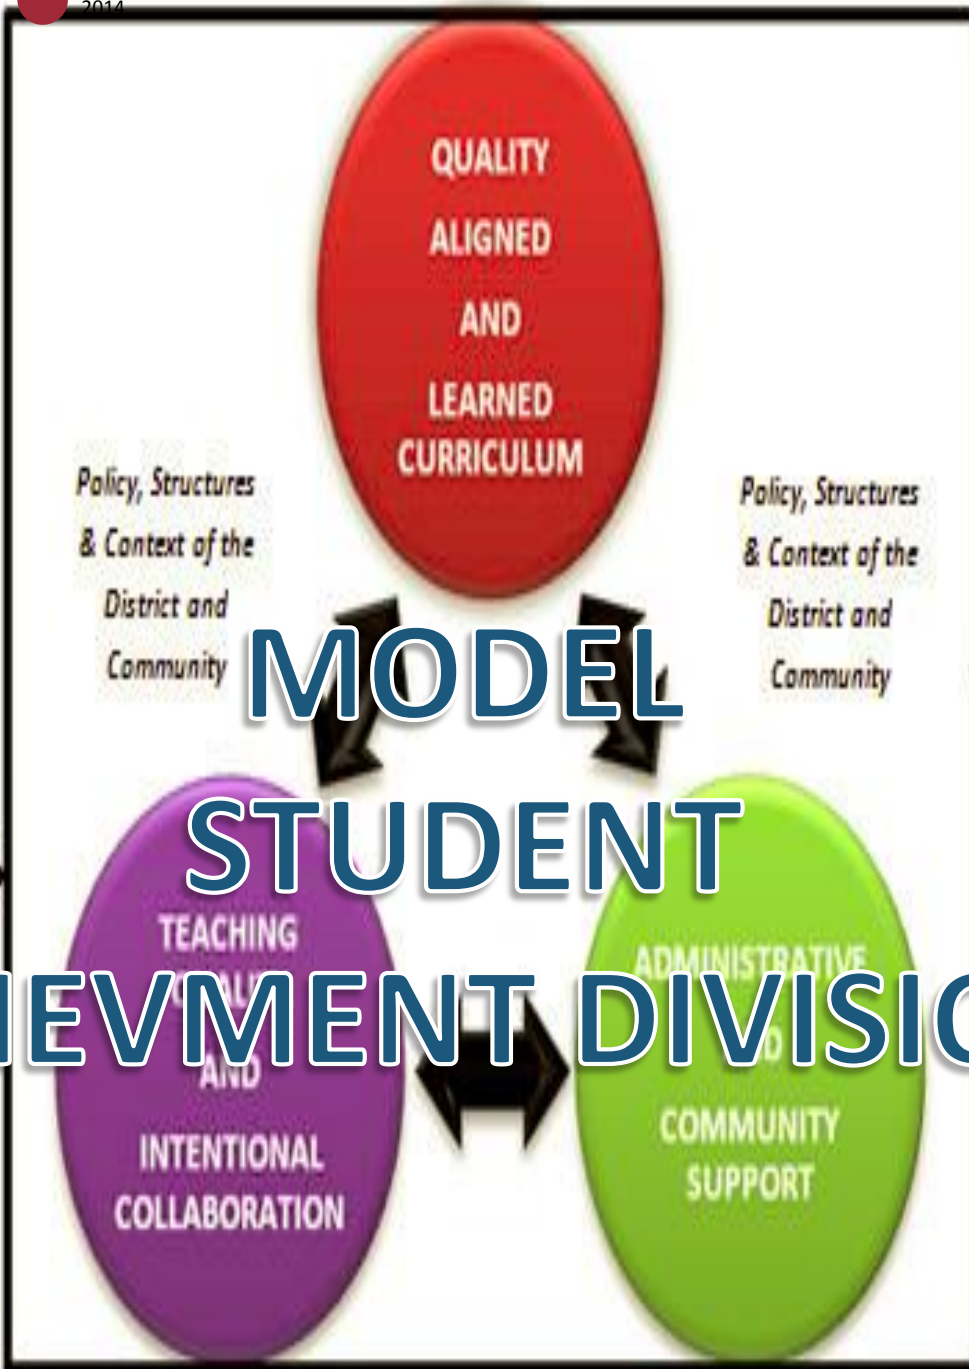 2014
QUALITY
ALIGNED
AND
LEARNED
CURRICULUM
Policy, Structures
& Context of the
District and
Community
Policy, Structures
& Context of the
District and
Community
MODEL
STUDENT
IEVMENT DIVISIO
TEACHING
AND
INTENTIONAL
COLLABORATION
ADMINISTRATIVE
COMMUNITY
SUPPORT